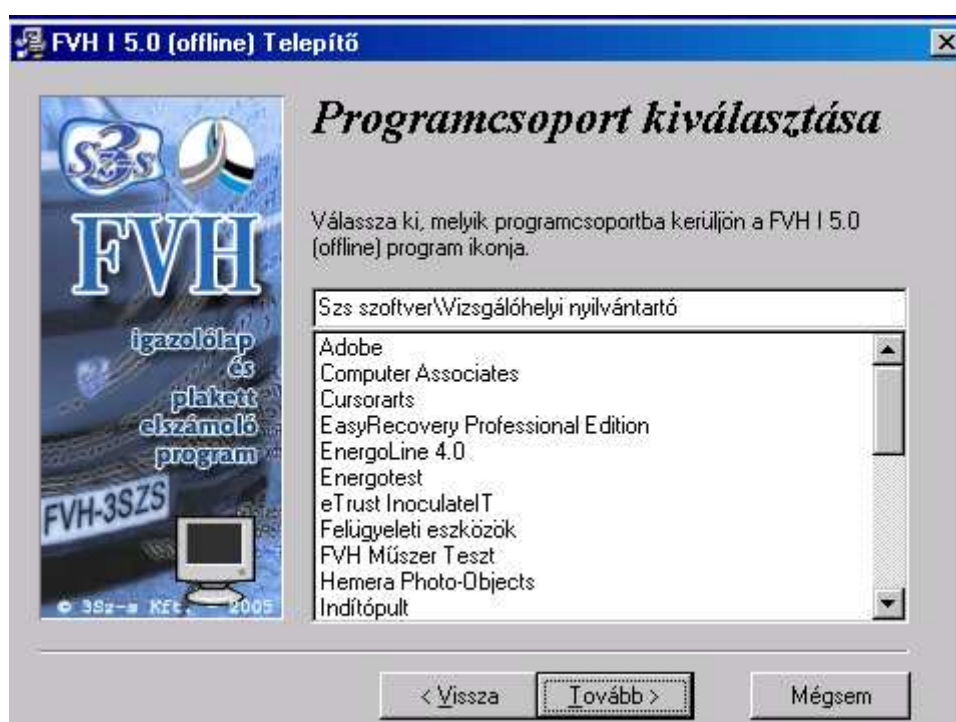 FVH I 5.0 (offline) Telepítő
3
Szs
FVH
igazolólap
és
plakett
elszámoló
program
FVH-3SZS
© 3Sz-s Kft. - 2005
Programcsoport kiválasztása
Válassza ki, melyik programcsoportba kerüljön a FVH I 5.0
(offline) program ikonja.
Szs szoftver\Vizsgálóhelyi nyilvántartó
Adobe
Computer Associates
Cursorarts
EasyRecovery Professional Edition
EnergoLine 4.0
Energotest
eTrust InoculateIT
Felügyeleti eszközök
FVH Műszer Teszt
Hemera Photo-Objects
Indítópult
< Vissza
Tovább >
Mégsem